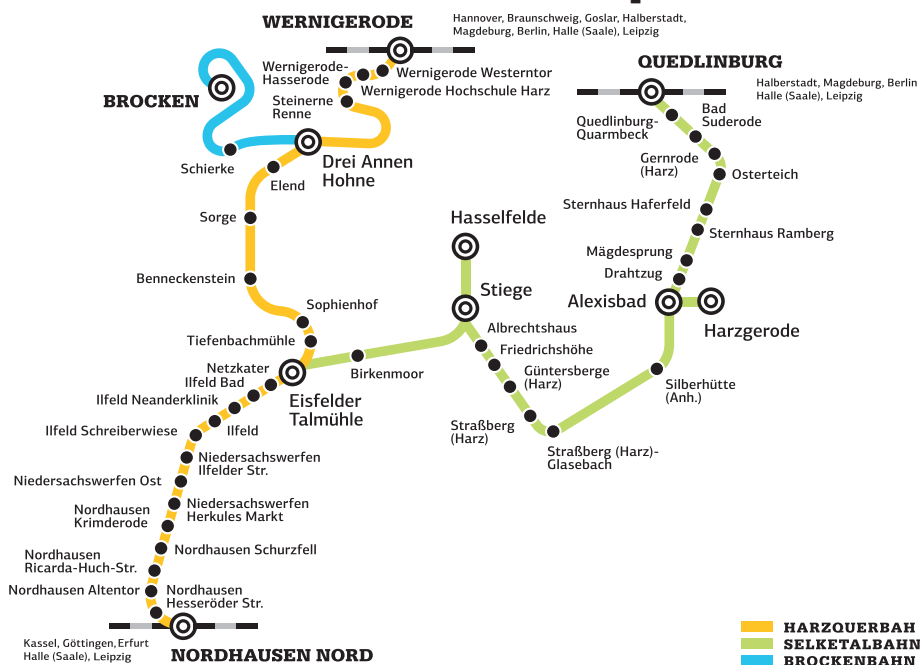 WERNIGERODE
Hannover, Braunschweig, Goslar, Halberstadt,
Magdeburg, Berlin, Halle (Saale), Leipzig
QUEDLINBURG
Halberstadt, Magdeburg, Berlin
Halle (Saale), Leipzig
Wernigerode-
Hasserode
Wernigerode Westerntor
Wernigerode Hochschule Harz
Steinerne
Renne
BROCKEN
Schierke
Drei Annen
Hohne
Elend
Sorge
Benneckenstein
Sophienhof
Tiefenbachmühle
Netzkater
Ilfeld Bad
Ilfeld Neanderklinik
Ilfeld Schreiberwiese
Ilfeld
Eisfelder
Talmühle
Birkenmoor
Hasselfelde
Stiege
Albrechtshaus
Friedrichshöhe
Güntersberge
(Harz)
Straßberg
(Harz)
Straßberg (Harz)-
Glasebach
Silberhütte
(Anh.)
Alexisbad
Harzgerode
Drahtzug
Mägdesprung
Sternhaus Ramberg
Sternhaus Haferfeld
Osterteich
Gernrode
(Harz)
Bad
Suderode
Quedlinburg-
Quarmbeck
Niedersachswerfen
Ilfelder Str.
Niedersachswerfen Ost
Niedersachswerfen
Herkules Markt
Nordhausen
Krimderode
Nordhausen Schurzfell
Nordhausen
Ricarda-Huch-Str.
Nordhausen Altentor
Nordhausen
Hesseröder Str.
Kassel, Göttingen,Erfurt
Halle (Saale), Leipzig
NORDHAUSEN NORD
HARZQUERBAH
SELKETALBAHN
BROCKENBAHN